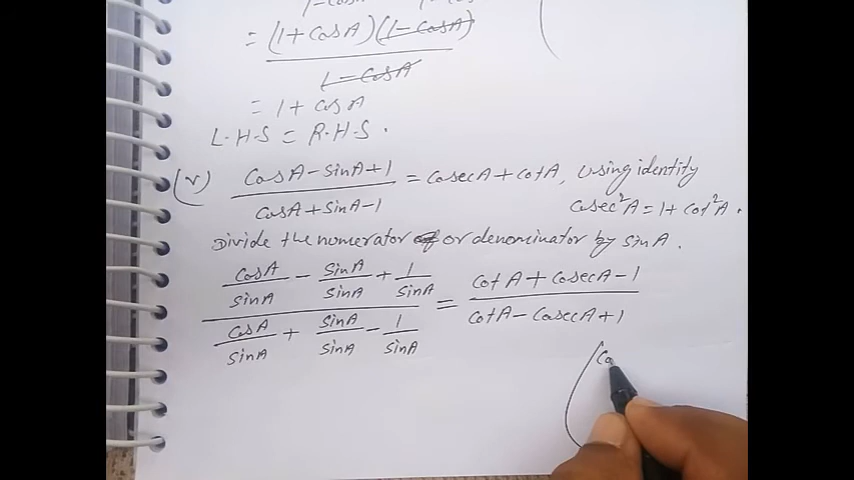 = (1+CosA)(1-CosA)
1-CosA
= 1+cosA
L.H.S = R.H.S.
(v) CosA-sinA+1 / cosA+sinA-1 = CosecA+cotA, Using identity
cosec²A=1+cot²A.
Divide the numerator or denominator by sinA.
CosA/sinA - sinA/sinA + 1/sinA = CotA+CosecA-1
CosA/sinA + sinA/sinA - 1/sinA CotA-CosecA+1
(Co